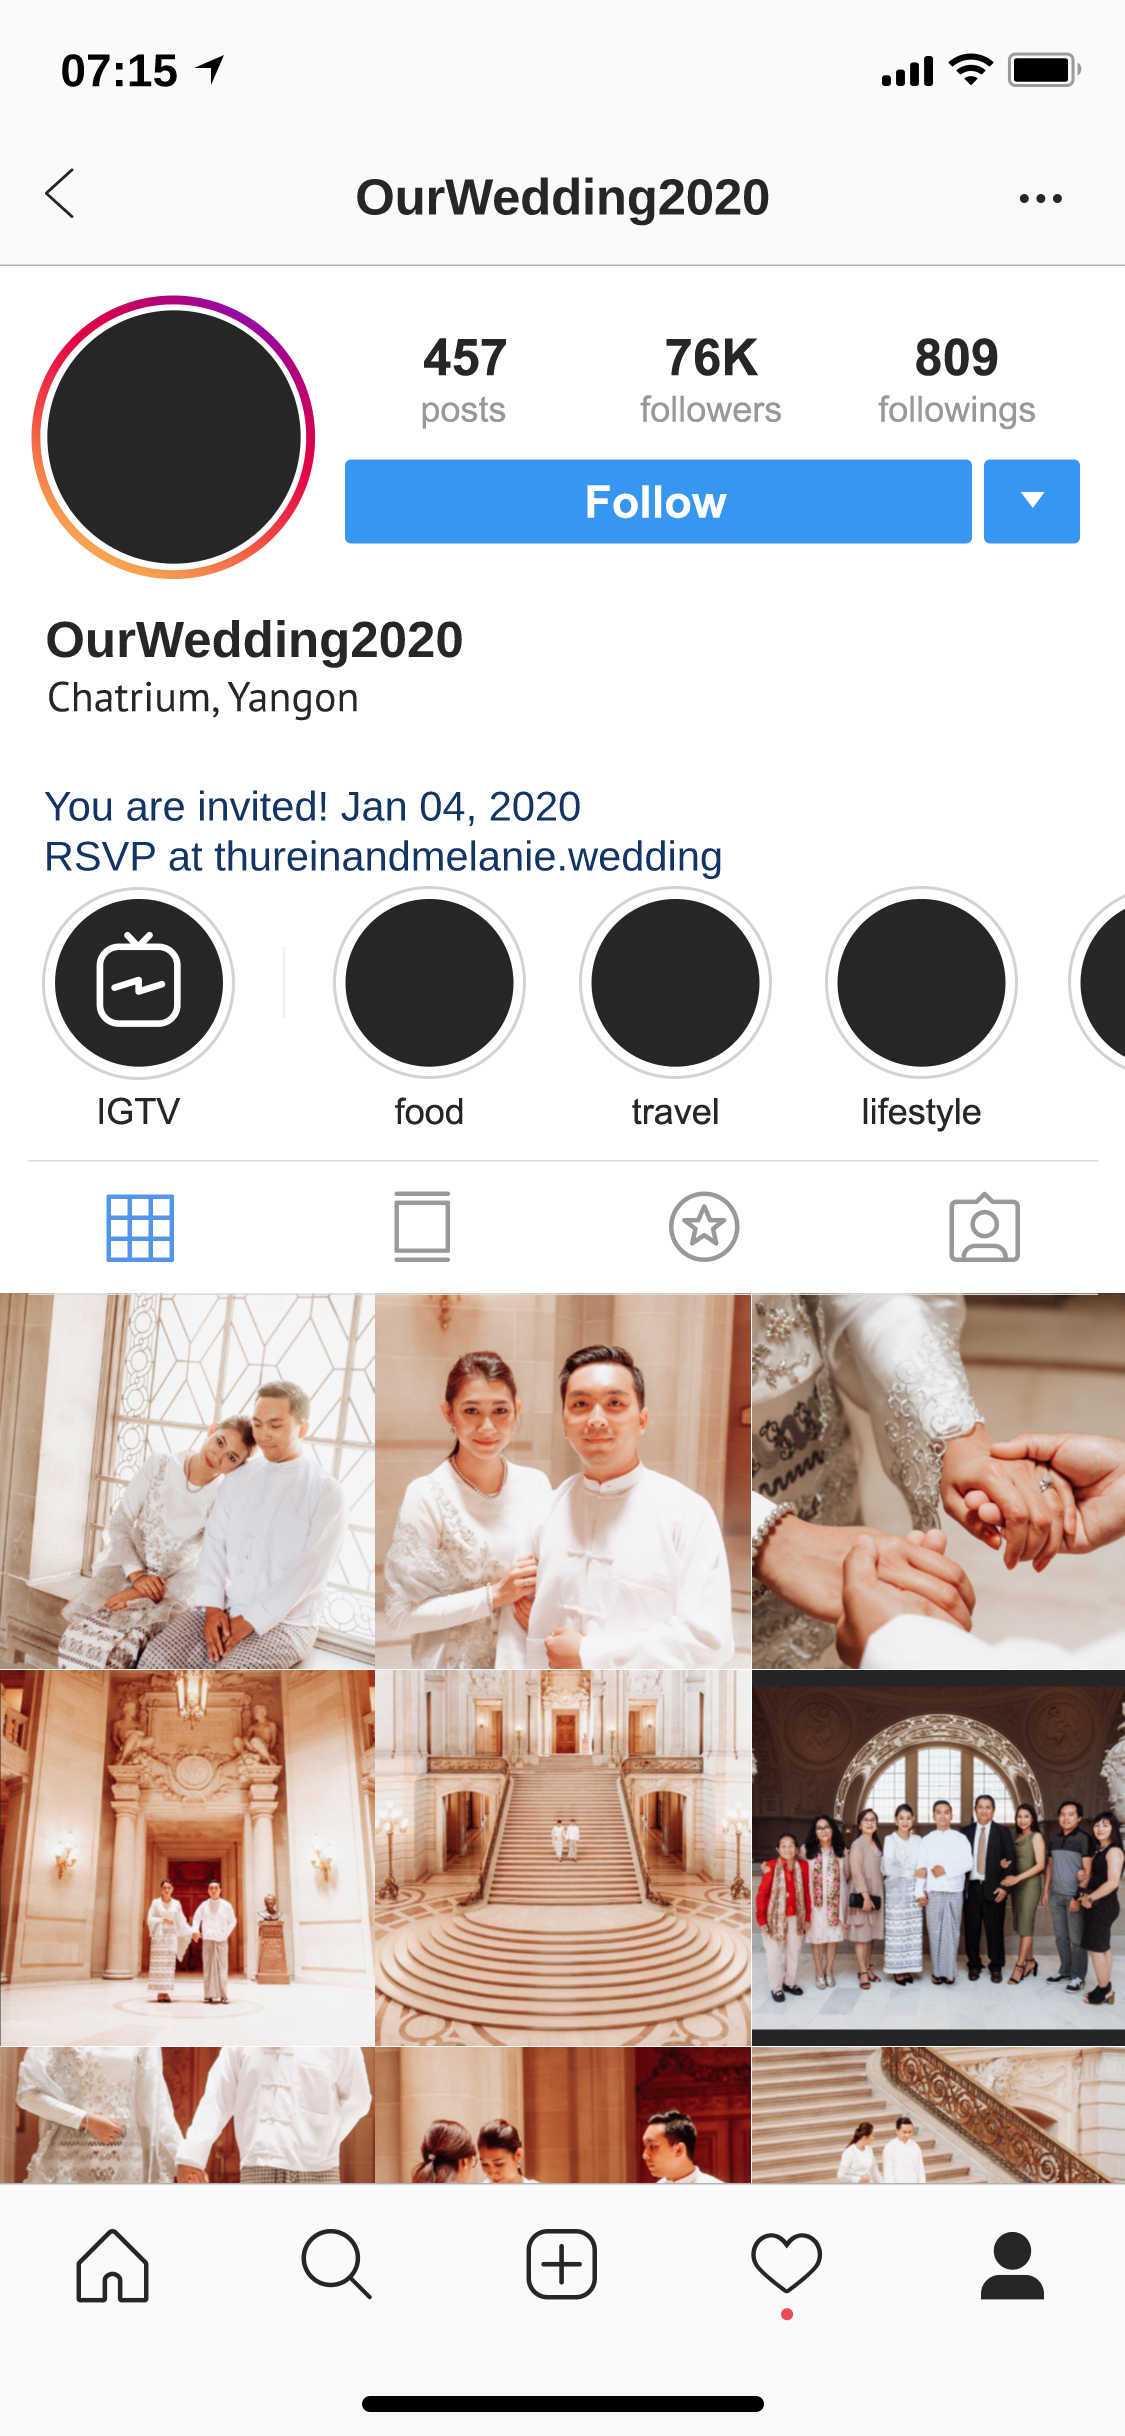 07:15
OurWedding2020
457 76K 809
posts followers followings
Follow
OurWedding2020
Chatrium, Yangon
You are invited! Jan 04, 2020
RSVP at thureinandmelanie.wedding
IGTV food travel lifestyle